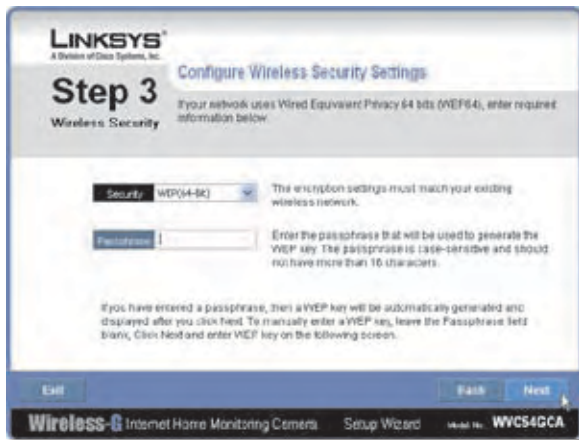 LINKSYS®
A Division of Cisco Systems, Inc.
Step 3
Wireless Security
Configure Wireless Security Settings
If your network uses Wired Equivalent Privacy 64 bits (WEP64), enter required
information below.
Security WEP(64-Bit)
The encryption settings must match your existing
wireless network.
Passphrase
Enter the passphrase that will be used to generate the
WEP key. The passphrase is case-sensitive and should
not have more than 16 characters.
If you have entered a passphrase, then a WEP key will be automatically generated and
displayed after you click Next. To manually enter a WEP key, leave the Passphrase field
blank, Click Next and enter WEP key on the following screen.
Exit Back Next
Wireless-G Internet Home Monitoring Camera Setup Wizard Model No. WVC54GCA